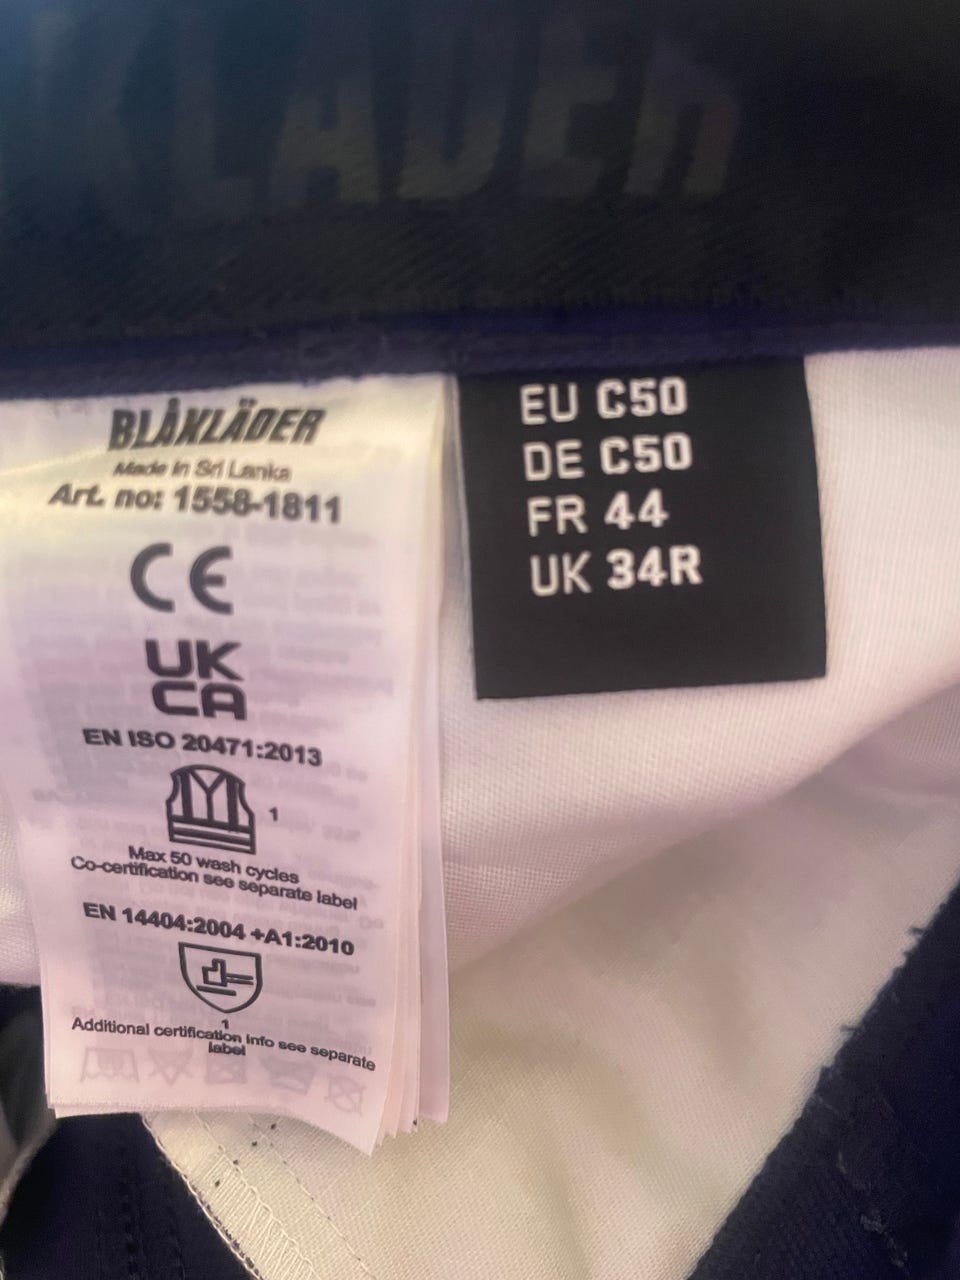 KLÄDER
BLÅKLÄDER
Made in Sri Lanka
Art. no: 1558-1811
CE
UK
CA
EN ISO 20471:2013
1
Max 50 wash cycles
Co-certification see separate label
EN 14404:2004 +A1:2010
1
Additional certification info see separate
label
EU C50
DE C50
FR 44
UK 34R